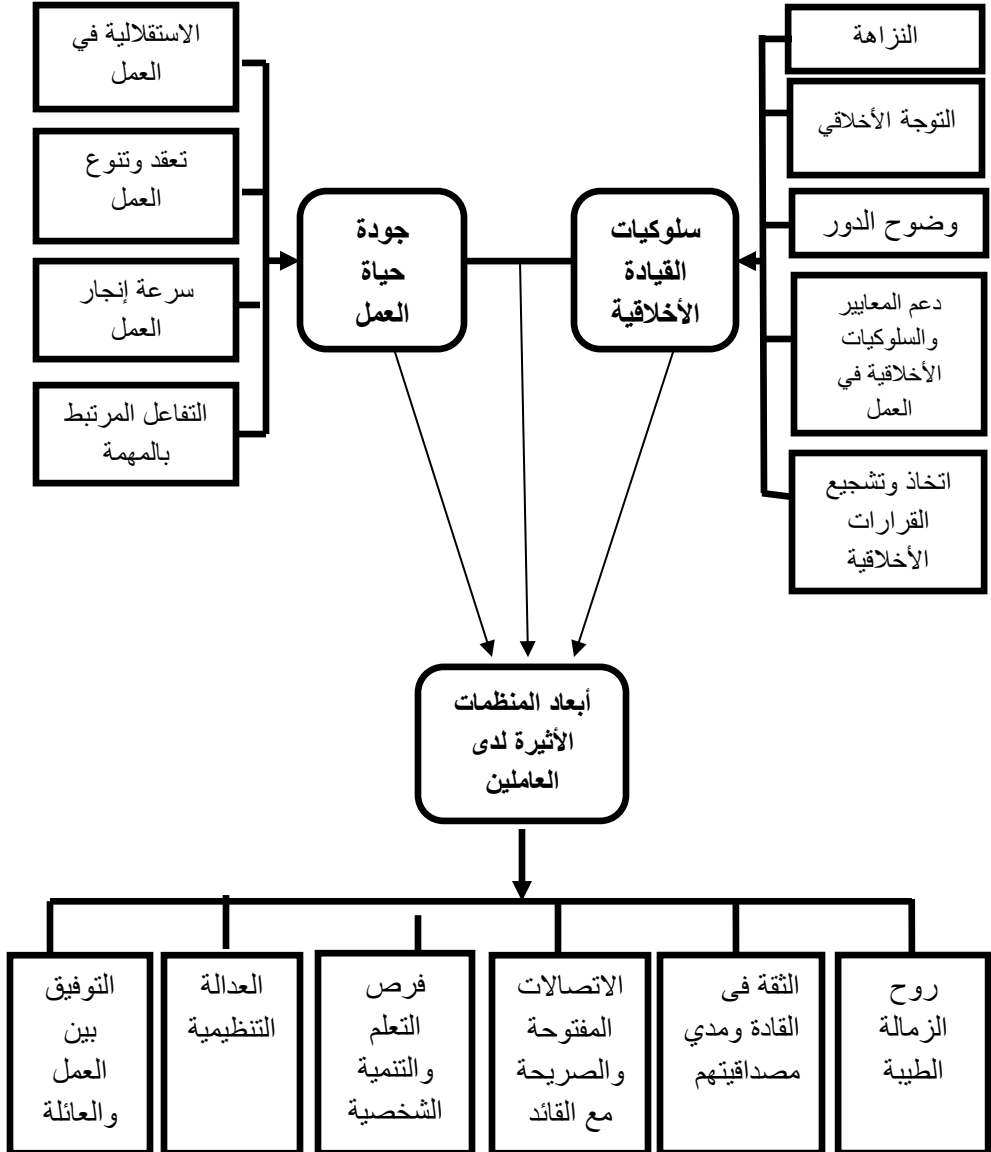 النزاهة
التوجة الأخلاقي
وضوح الدور
دعم المعايير
والسلوكيات
الأخلاقية في
العمل
اتخاذ وتشجيع
القرارات
الأخلاقية
سلوكيات
القيادة
الأخلاقية
جودة
حياة
العمل
الاستقلالية في
العمل
تعقد وتنوع
العمل
سرعة إنجار
العمل
التفاعل المرتبط
بالمهمة
أبعاد المنظمات
الأثيرة لدى
العاملين
روح
الزمالة
الطيبة
الثقة فى
القادة ومدي
مصداقيتهم
الاتصالات
المفتوحة
والصريحة
مع القائد
فرص
التعلم
والتنمية
الشخصية
العدالة
التنظيمية
التوفيق
بين
العمل
والعائلة